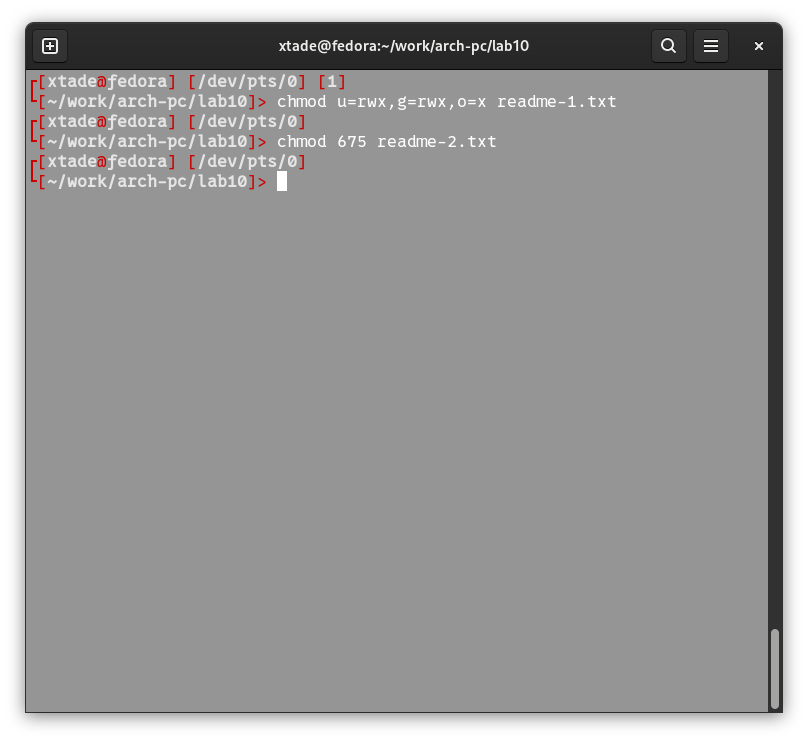 xtade@fedora:~/work/arch-pc/lab10
┌[xtade@fedora] [/dev/pts/0] [1]
└[~/work/arch-pc/lab10]> chmod u=rwx,g=rwx,o=x readme-1.txt
┌[xtade@fedora] [/dev/pts/0]
└[~/work/arch-pc/lab10]> chmod 675 readme-2.txt
┌[xtade@fedora] [/dev/pts/0]
└[~/work/arch-pc/lab10]>